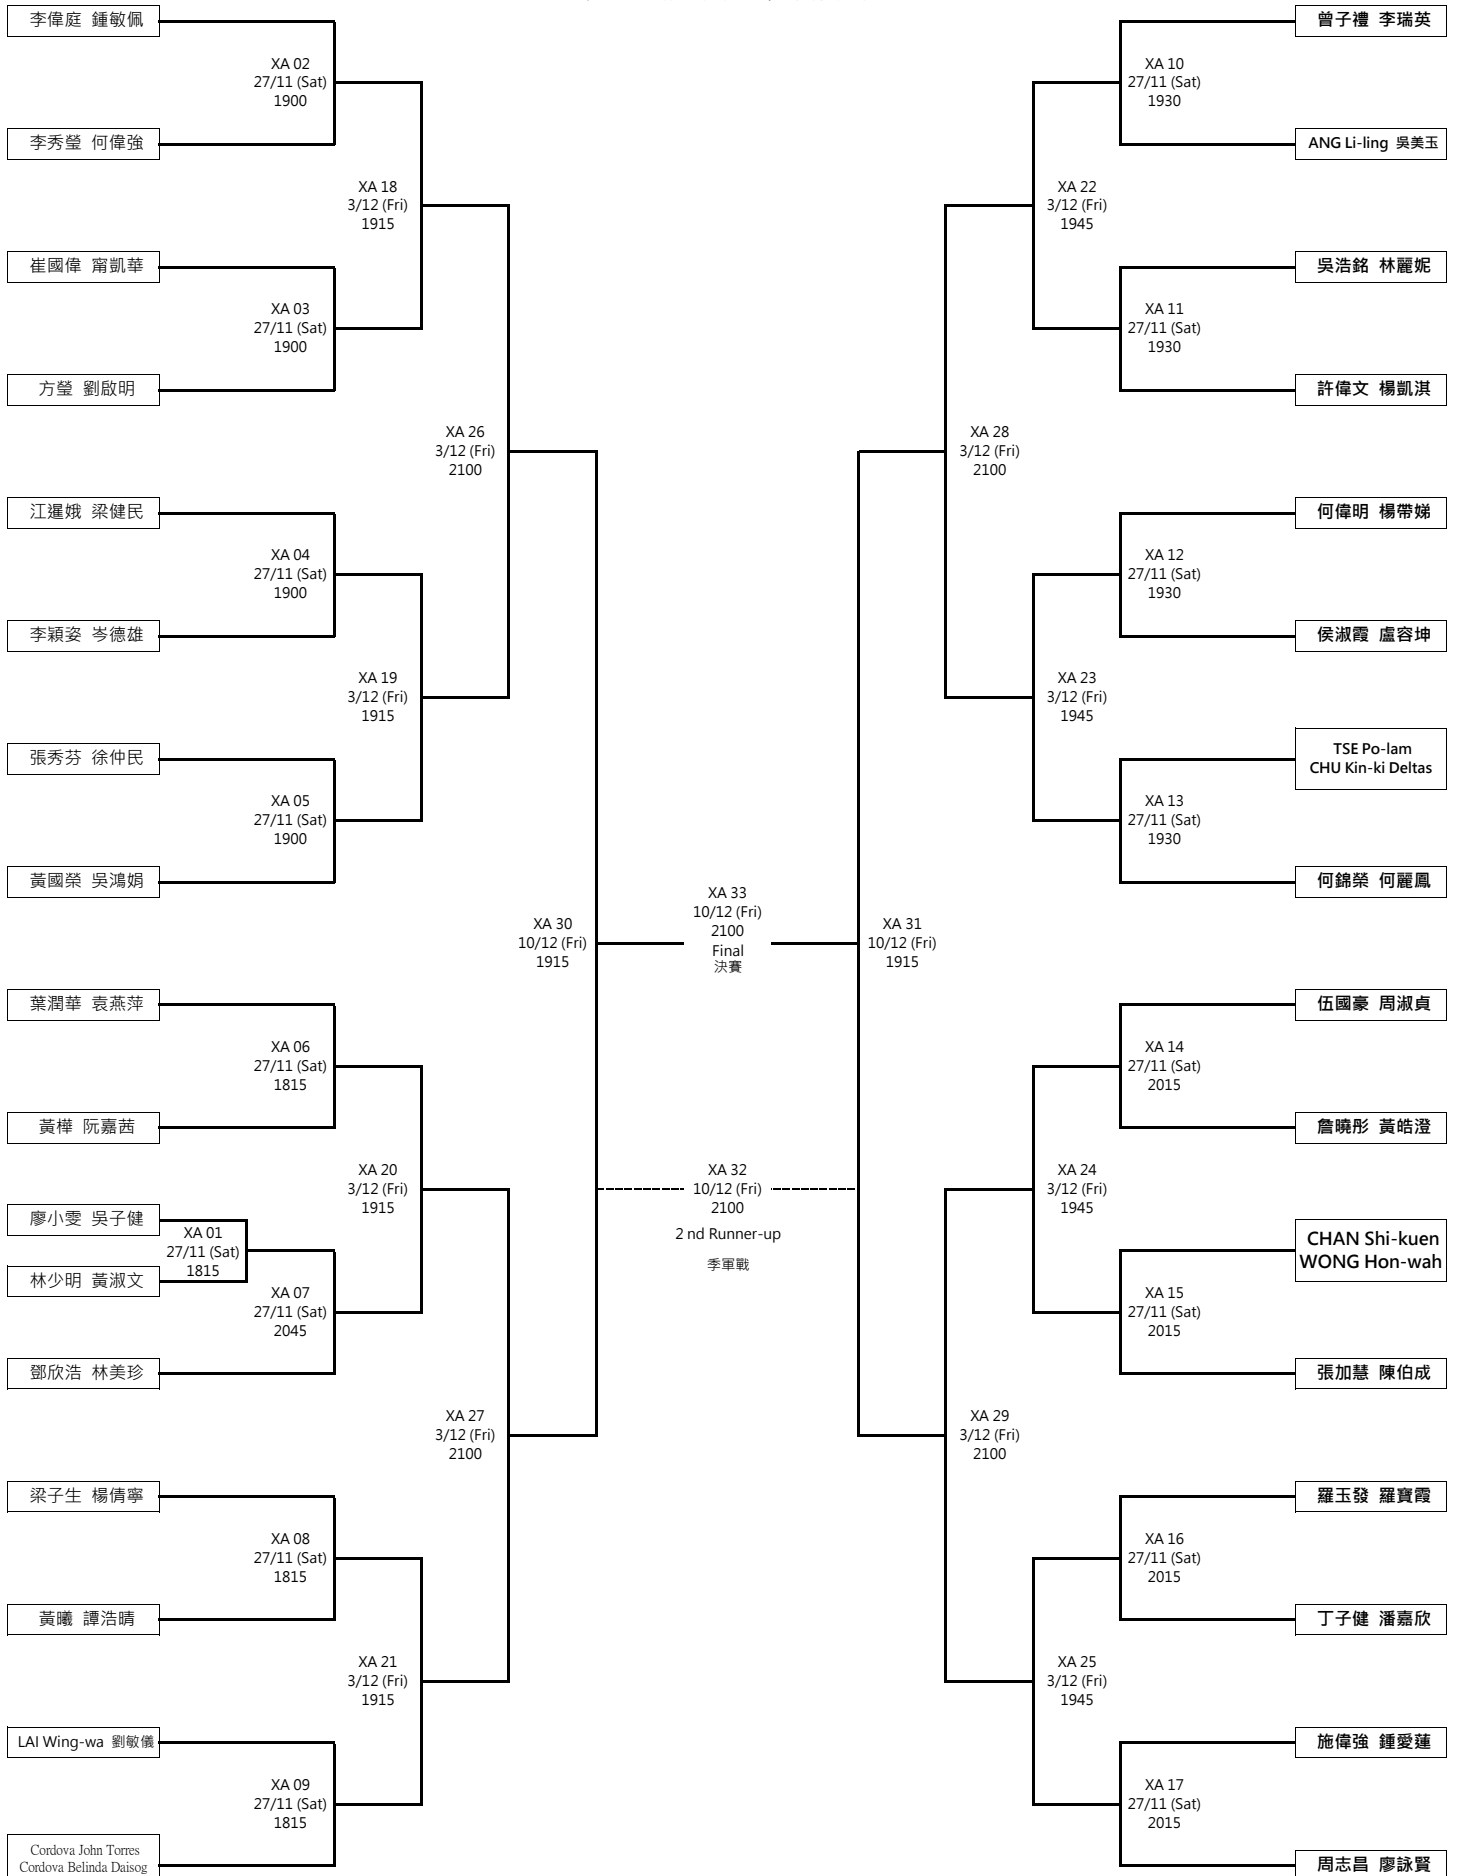 李偉庭 鍾敏佩
XA 02
27/11 (Sat)
1900
李秀瑩 何偉強
XA 18
3/12 (Fri)
1915
崔國偉 甯凱華
XA 03
27/11 (Sat)
1900
方瑩 劉啟明
XA 26
3/12 (Fri)
2100
江暹娥 梁健民
XA 04
27/11 (Sat)
1900
李穎姿 岑德雄
XA 19
3/12 (Fri)
1915
張秀芬 徐仲民
XA 05
27/11 (Sat)
1900
黃國榮 吳鴻娟
XA 30
10/12 (Fri)
1915
葉潤華 袁燕萍
XA 06
27/11 (Sat)
1815
黃樺 阮嘉茜
XA 20
3/12 (Fri)
1915
廖小雯 吳子健
XA 01
27/11 (Sat)
1815
林少明 黃淑文
XA 07
27/11 (Sat)
2045
鄧欣浩 林美珍
XA 27
3/12 (Fri)
2100
梁子生 楊倩寧
XA 08
27/11 (Sat)
1815
黃曦 譚浩晴
XA 21
3/12 (Fri)
1915
LAI Wing-wa 劉敏儀
XA 09
27/11 (Sat)
1815
Cordova John Torres
Cordova Belinda Daisog
XA 33
10/12 (Fri)
2100
Final
決賽
XA 32
10/12 (Fri)
2100
2 nd Runner-up
季軍戰
曾子禮 李瑞英
XA 10
27/11 (Sat)
1930
ANG Li-ling 吳美玉
XA 22
3/12 (Fri)
1945
吳浩銘 林麗妮
XA 11
27/11 (Sat)
1930
許偉文 楊凱淇
XA 28
3/12 (Fri)
2100
何偉明 楊帶娣
XA 12
27/11 (Sat)
1930
侯淑霞 盧容坤
XA 23
3/12 (Fri)
1945
TSE Po-lam
CHU Kin-ki Deltas
XA 13
27/11 (Sat)
1930
何錦榮 何麗鳳
XA 31
10/12 (Fri)
1915
伍國豪 周淑貞
XA 14
27/11 (Sat)
2015
詹曉彤 黃皓澄
XA 24
3/12 (Fri)
1945
CHAN Shi-kuen
WONG Hon-wah
XA 15
27/11 (Sat)
2015
張加慧 陳伯成
XA 29
3/12 (Fri)
2100
羅玉發 羅寶霞
XA 16
27/11 (Sat)
2015
丁子健 潘嘉欣
XA 25
3/12 (Fri)
1945
施偉強 鍾愛蓮
XA 17
27/11 (Sat)
2015
周志昌 廖詠賢